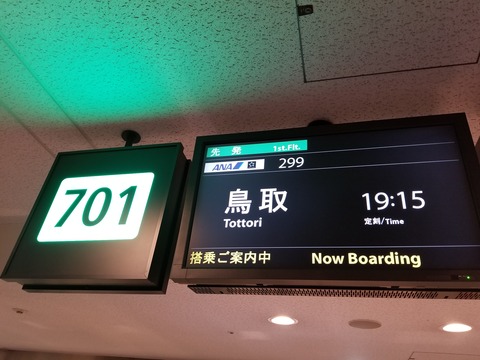 701
先発 1st.Flt.
ANA 299
鳥取 19:15
Tottori 定刻/Time
搭乗ご案内中 Now Boarding